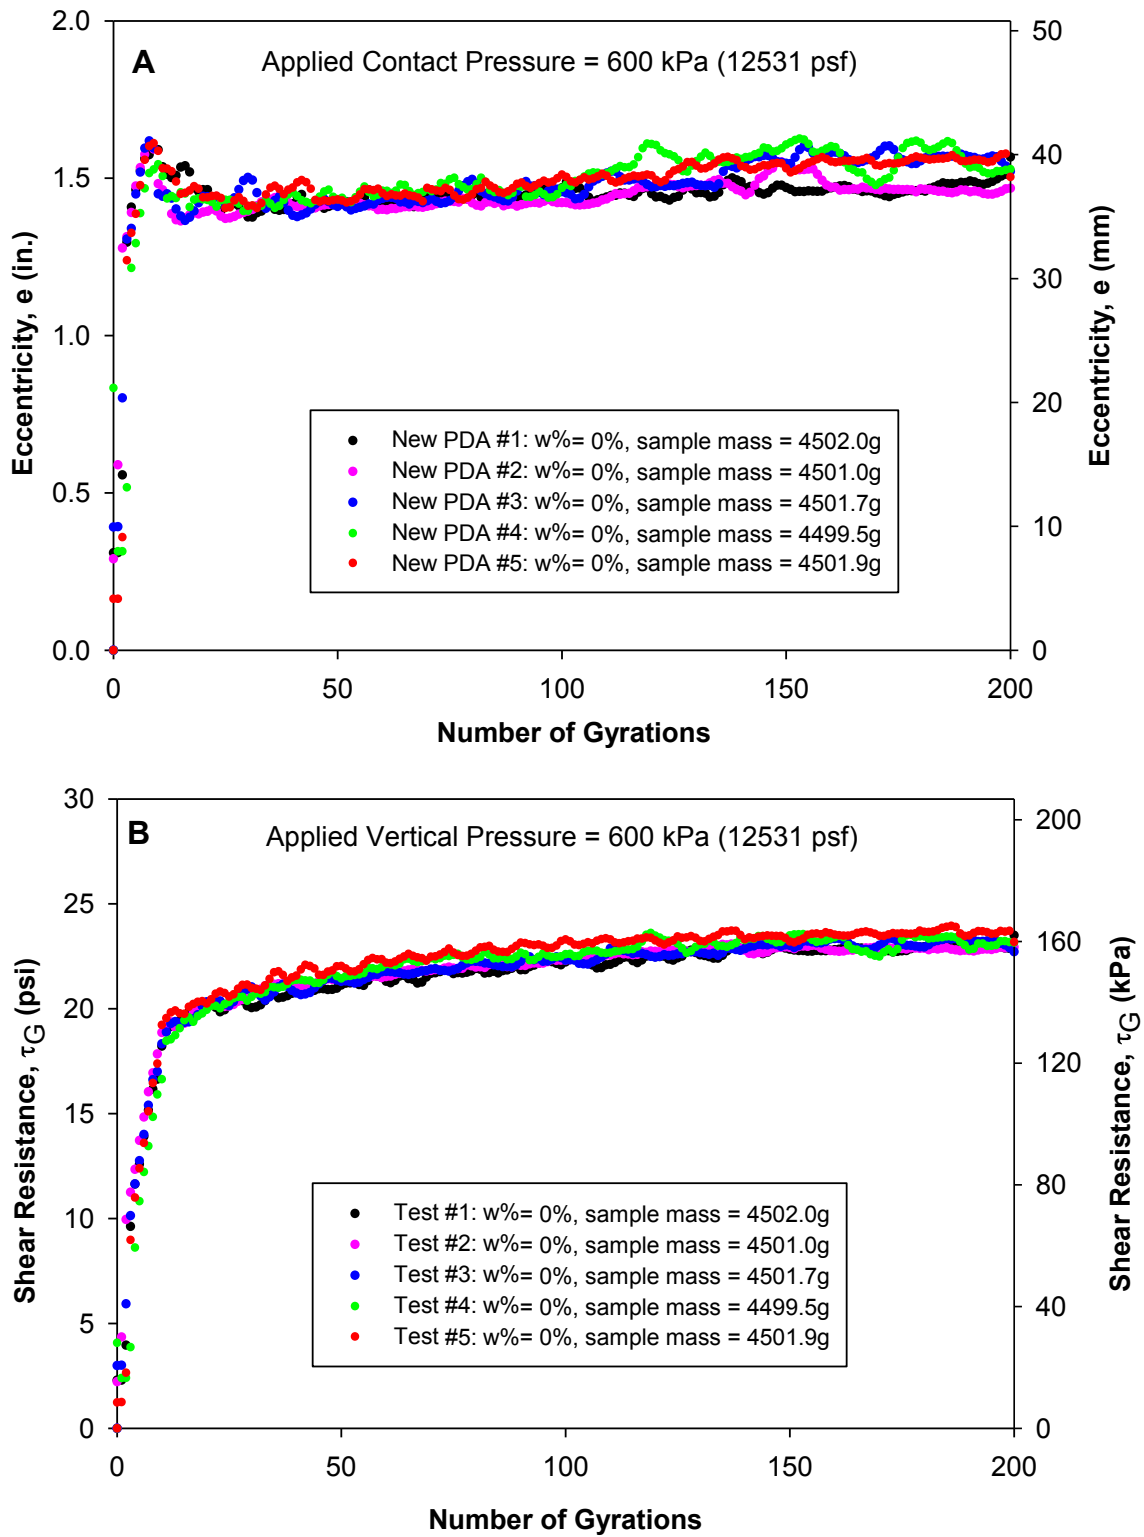 2.0
50
A
Applied Contact Pressure = 600 kPa (12531 psf)
1.5
40
1.0
30
20
0.5
10
0.0
0
Eccentricity, e (in.)
Eccentricity, e (mm)
New PDA #1: w%= 0%, sample mass = 4502.0g
New PDA #2: w%= 0%, sample mass = 4501.0g
New PDA #3: w%= 0%, sample mass = 4501.7g
New PDA #4: w%= 0%, sample mass = 4499.5g
New PDA #5: w%= 0%, sample mass = 4501.9g
0 50 100 150 200
Number of Gyrations
30
200
B
Applied Vertical Pressure = 600 kPa (12531 psf)
25
160
20
120
15
80
10
40
5
0
0
Shear Resistance, τG (psi)
Shear Resistance, τG (kPa)
Test #1: w%= 0%, sample mass = 4502.0g
Test #2: w%= 0%, sample mass = 4501.0g
Test #3: w%= 0%, sample mass = 4501.7g
Test #4: w%= 0%, sample mass = 4499.5g
Test #5: w%= 0%, sample mass = 4501.9g
0 50 100 150 200
Number of Gyrations